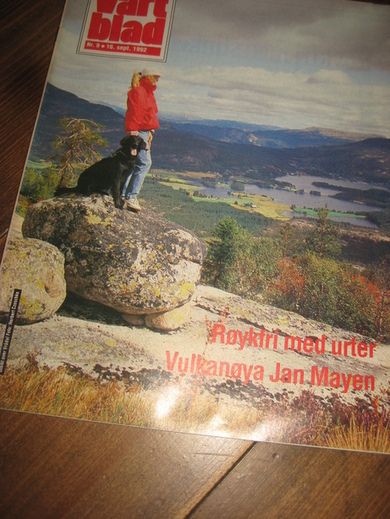 Vårt
blad
Nr. 9 • 16. sept. 1992
Røykfri med urter
Vulkanøya Jan Mayen